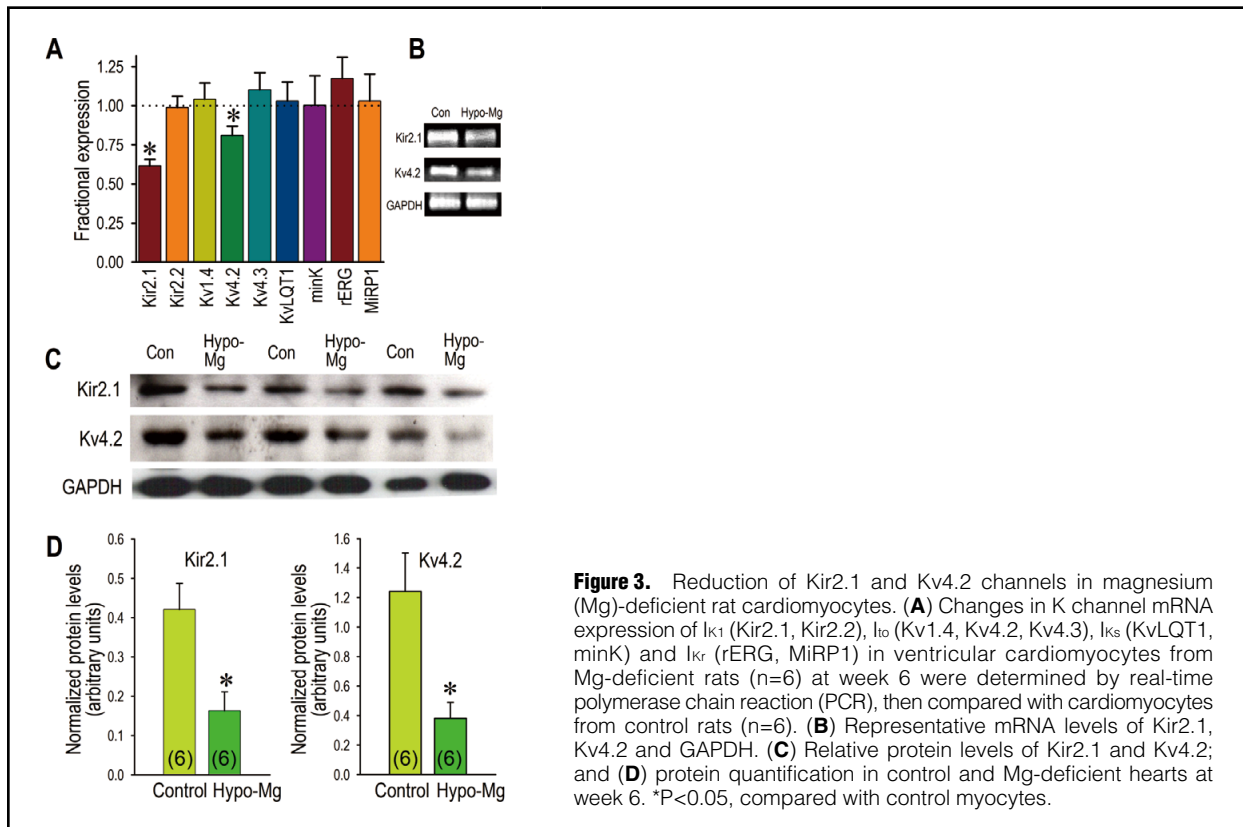 A
Fractional expression
1.25
1.00
0.75
0.50
0.25
0.00
*
*
Kir2.1
Kir2.2
Kv1.4
Kv4.2
Kv4.3
KvLQT1
minK
rERG
MiRP1
B
Con Hypo-Mg
Kir2.1
Kv4.2
GAPDH
C
Con Hypo-Mg Con Hypo-Mg Con Hypo-Mg
Kir2.1
Kv4.2
GAPDH
D
Normalized protein levels
(arbitrary units)
0.6
0.5
0.4
0.3
0.2
0.1
0.0
Kir2.1
*
(6) (6)
Control Hypo-Mg
Normalized protein levels
(arbitrary units)
1.6
1.4
1.2
1.0
0.8
0.6
0.4
0.2
0.0
Kv4.2
*
(6) (6)
Control Hypo-Mg
Figure 3. Reduction of Kir2.1 and Kv4.2 channels in magnesium
(Mg)-deficient rat cardiomyocytes. (A) Changes in K channel mRNA
expression of IK1 (Kir2.1, Kir2.2), Ito (Kv1.4, Kv4.2, Kv4.3), IKs (KvLQT1,
minK) and IKr (rERG, MiRP1) in ventricular cardiomyocytes from
Mg-deficient rats (n=6) at week 6 were determined by real-time
polymerase chain reaction (PCR), then compared with cardiomyocytes
from control rats (n=6). (B) Representative mRNA levels of Kir2.1,
Kv4.2 and GAPDH. (C) Relative protein levels of Kir2.1 and Kv4.2;
and (D) protein quantification in control and Mg-deficient hearts at
week 6. *P<0.05, compared with control myocytes.